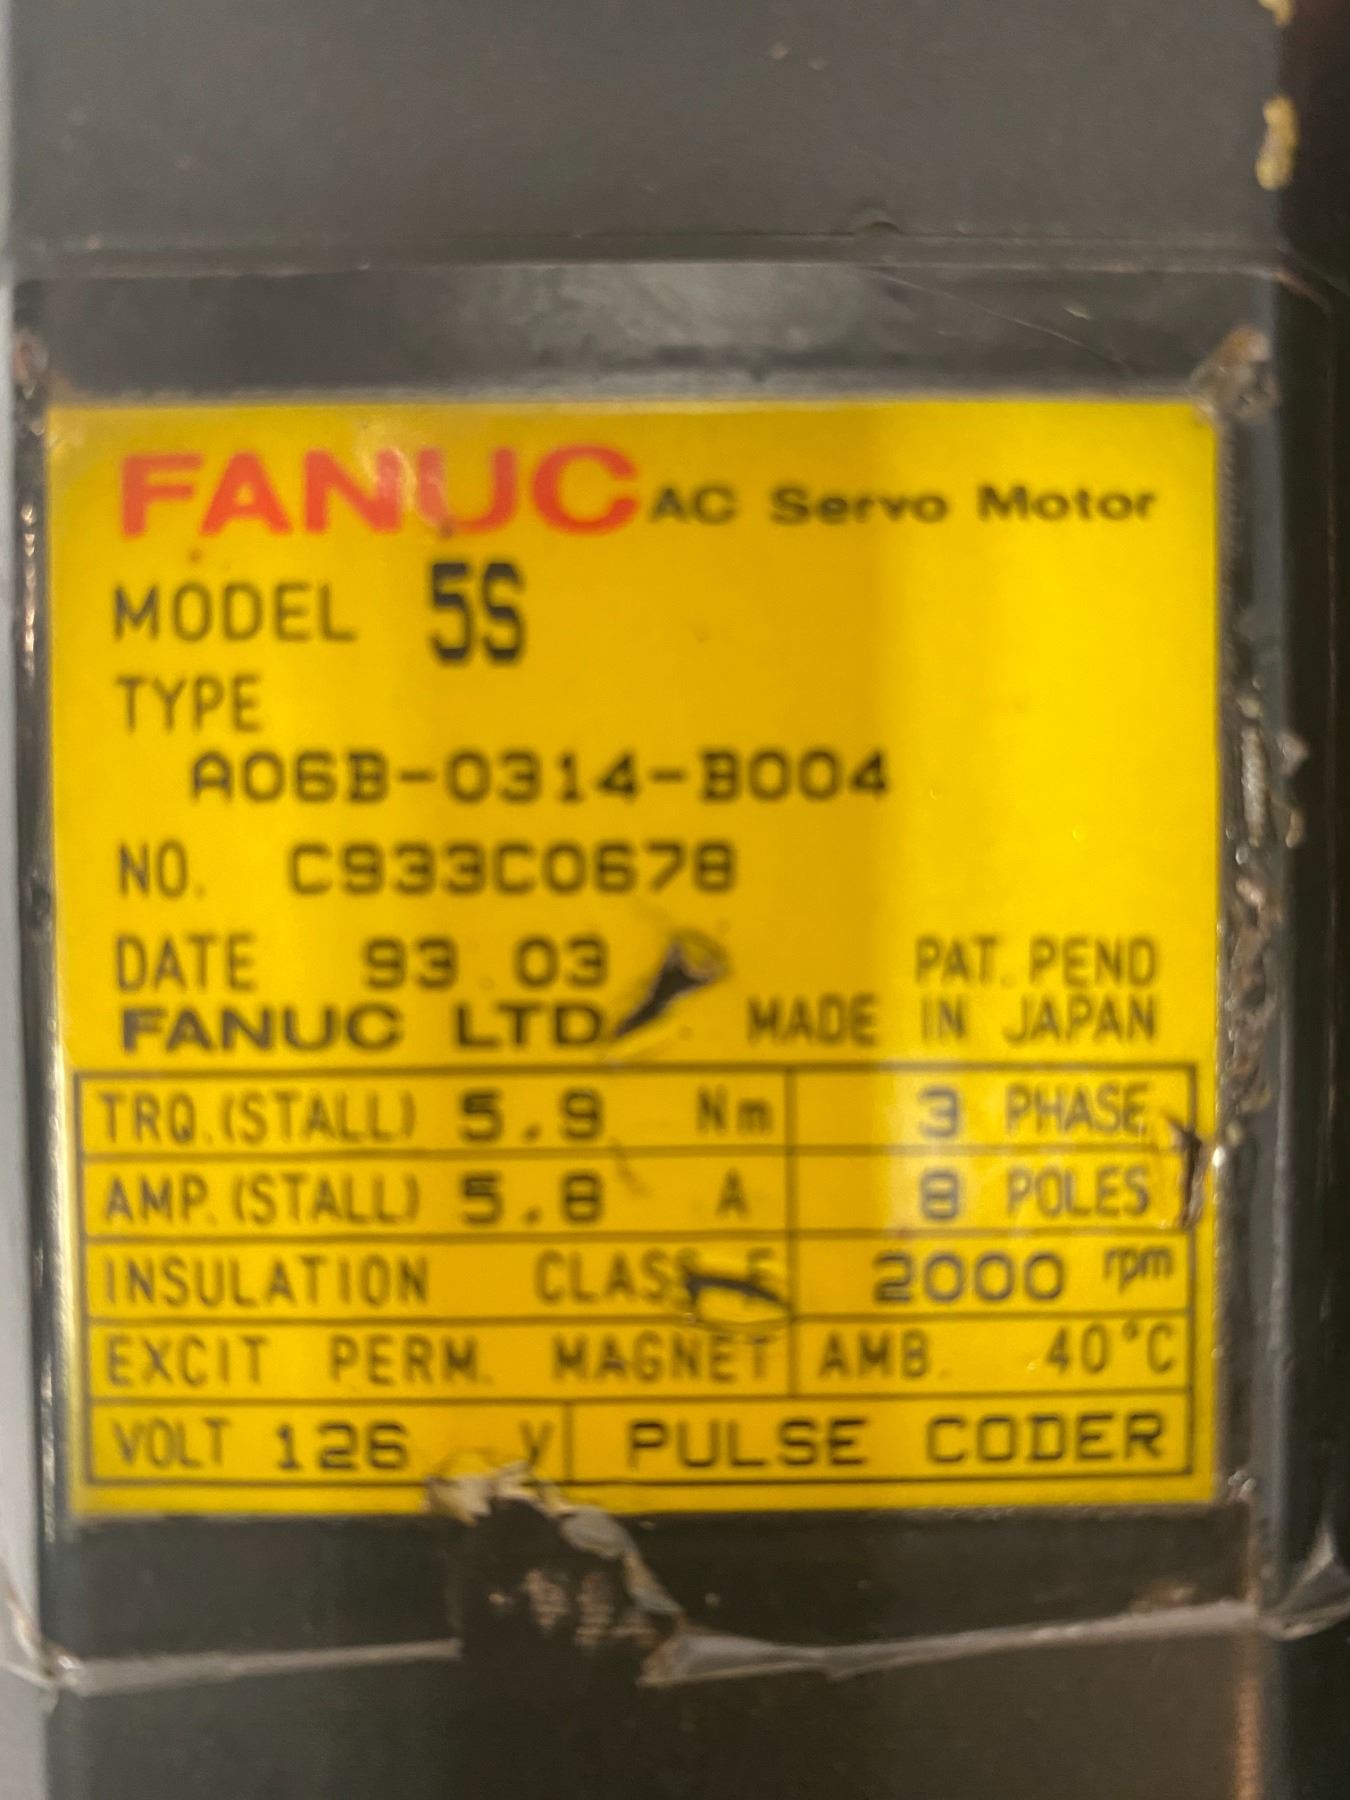 FANUC AC Servo Motor
MODEL 5S
TYPE
A06B-0314-B004
NO. C933C0678
DATE 93.03
PAT. PEND
FANUC LTD MADE IN JAPAN
TRQ.(STALL) 5.9 Nm 3 PHASE
AMP.(STALL) 5.8 A 8 POLES
INSULATION CLASS F 2000 rpm
EXCIT PERM. MAGNET AMB. 40°C
VOLT 126 V PULSE CODER